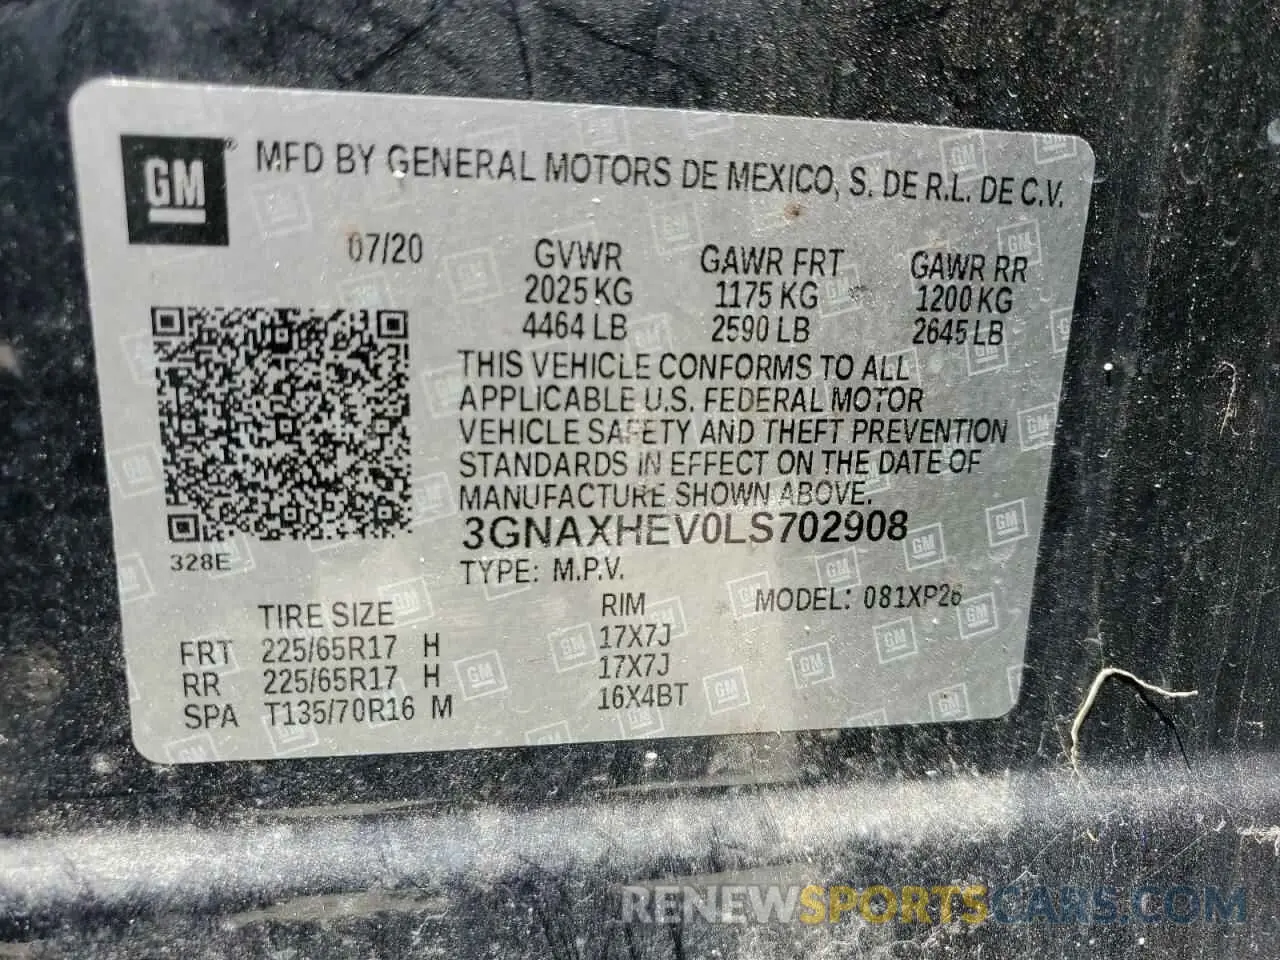 GM ® MFD BY GENERAL MOTORS DE MEXICO, S. DE R.L. DE C.V.
07/20 GVWR GAWR FRT GAWR RR
2025 KG 1175 KG 1200 KG
4464 LB 2590 LB 2645 LB
THIS VEHICLE CONFORMS TO ALL
APPLICABLE U.S. FEDERAL MOTOR
VEHICLE SAFETY AND THEFT PREVENTION
STANDARDS IN EFFECT ON THE DATE OF
MANUFACTURE SHOWN ABOVE.
3GNAXHEV0LS702908
328E
TYPE: M.P.V.
TIRE SIZE RIM MODEL: 081XP26
FRT 225/65R17 H 17X7J
RR 225/65R17 H 17X7J
SPA T135/70R16 M 16X4BT
RENEWSPORTSCARS.COM